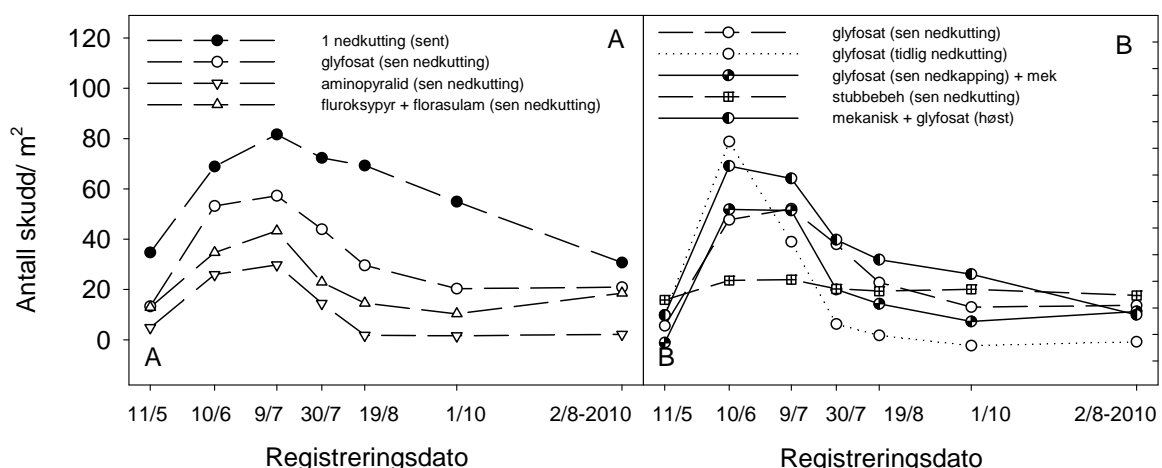 120
100
80
60
40
20
0
Antall skudd/ m²
A
1 nedkutting (sent)
glyfosat (sen nedkutting)
aminopyralid (sen nedkutting)
fluroksypyr + florasulam (sen nedkutting)
A
11/5 10/6 9/7 30/7 19/8 1/10 2/8-2010
Registreringsdato
glyfosat (sen nedkutting)
glyfosat (tidlig nedkutting)
glyfosat (sen nedkapping) + mek
stubbebeh (sen nedkutting)
mekanisk + glyfosat (høst)
B
B
11/5 10/6 9/7 30/7 19/8 1/10 2/8-2010
Registreringsdato